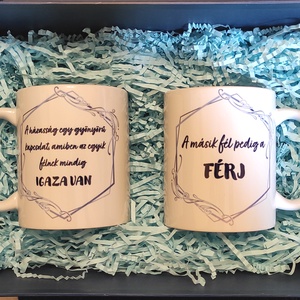 A házasság egy gyönyörű
kapcsolat, amiben az egyik
félnek mindig
IGAZA VAN
A másik fél pedig a
FÉRJ